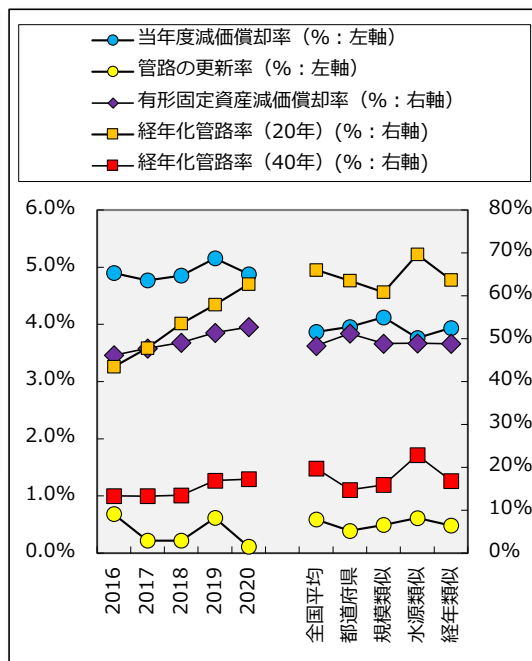 当年度減価償却率（%：左軸）
管路の更新率（%：左軸）
有形固定資産減価償却率（%：右軸）
経年化管路率（20年）(%：右軸)
経年化管路率（40年）(%：右軸)
6.0%
5.0%
4.0%
3.0%
2.0%
1.0%
0.0%
80%
70%
60%
50%
40%
30%
20%
10%
0%
2016
2017
2018
2019
2020
全国平均
都道府県
規模類似
水源類似
経年類似